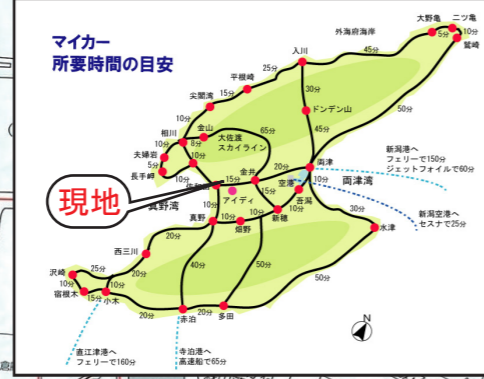 マイカー
所要時間の目安
外海府海岸
大野亀
二ツ亀
5分
10分
鷲崎
入川
45分
25分
平根崎
15分
尖閣湾
15分
30分
ドンデン山
50分
10分
金山
相川
8分
大佐渡
スカイライン
65分
45分
夫婦岩
10分
5分
長手岬
10分
10分
15分
金井
20分
両津
新潟港へ
フェリーで150分
ジェットフォイルで60分
現地
佐和田
アイディ
15分
空港
10分
吾潟
両津湾
真野湾
10分
真野
10分
畑野
10分
新穂
新潟空港へ
セスナで25分
30分
水津
西三川
20分
40分
50分
50分
沢崎
25分
10分
宿根木
15分
小木
20分
20分
赤泊
20分
多田
直江津港へ
フェリーで160分
寺泊港へ
高速船で65分
N